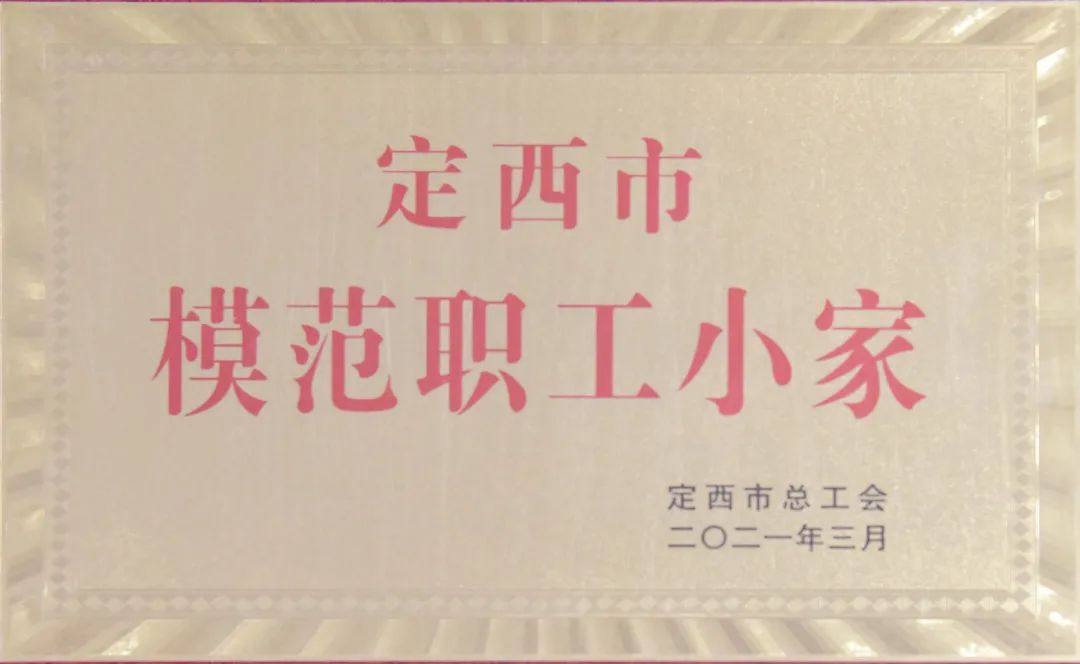 定西市
模范职工小家
定西市总工会
二〇二一年三月